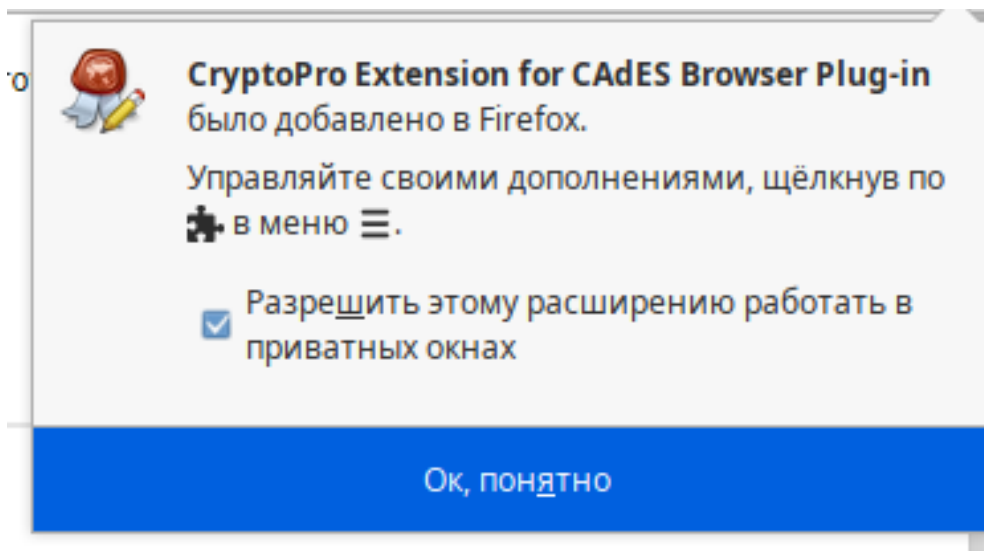 CryptoPro Extension for CAdES Browser Plug-in
было добавлено в Firefox.
Управляйте своими дополнениями, щёлкнув по
в меню ☰.
Разрешить этому расширению работать в
приватных окнах
Ок, понятно